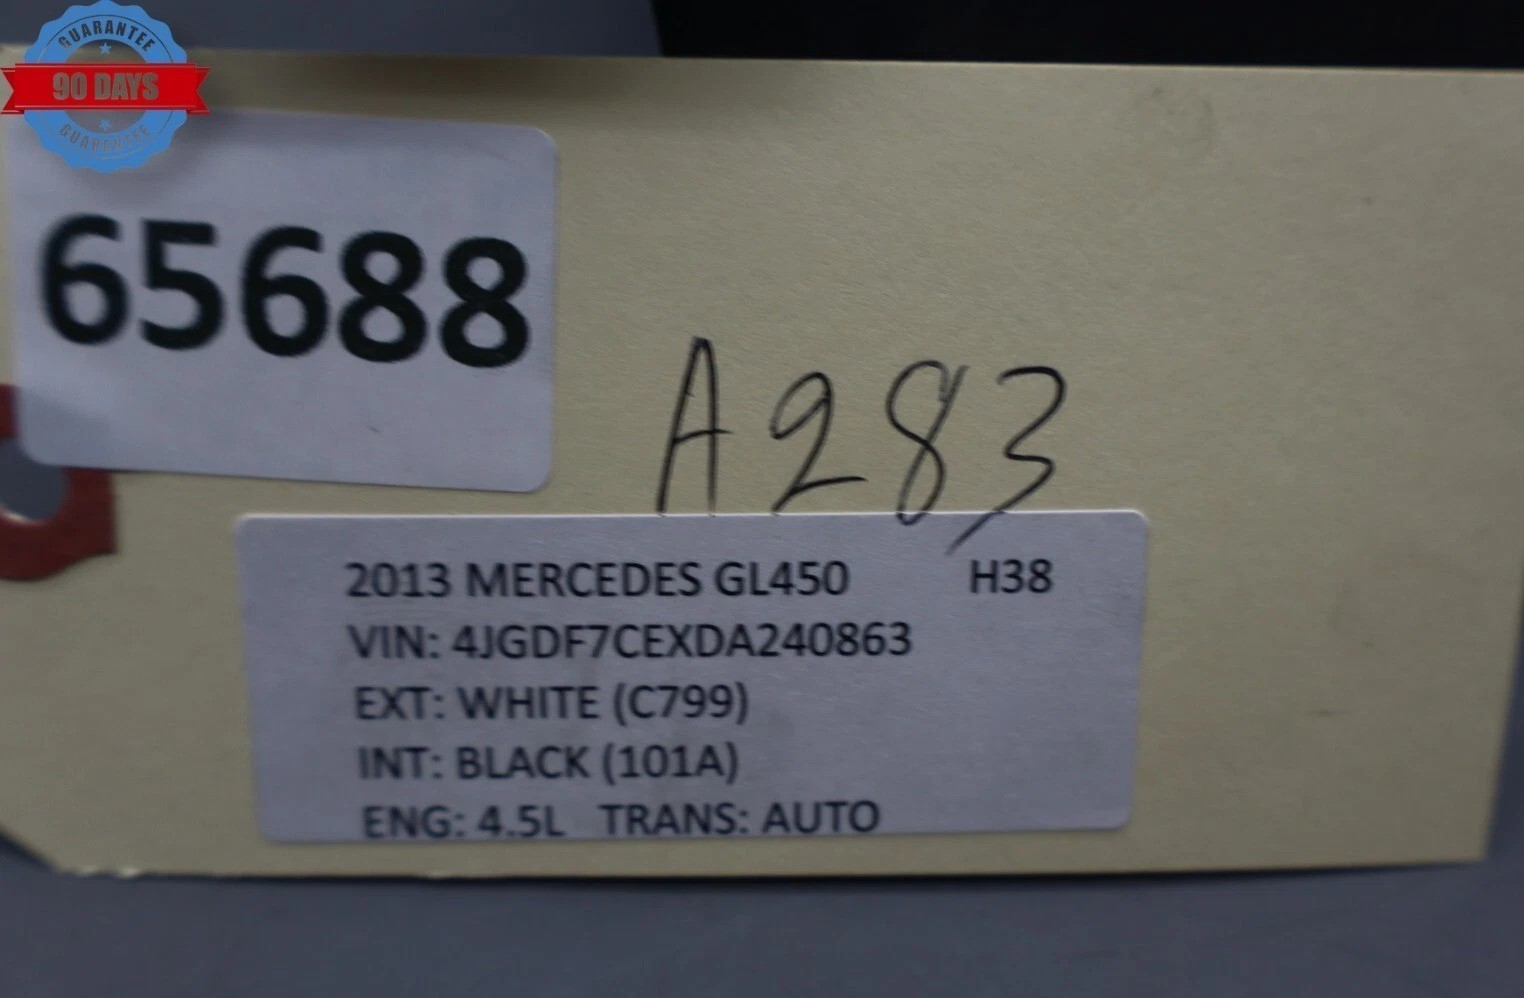 GUARANTEE
90 DAYS
GUARENTEE
65688
A283
2013 MERCEDES GL450 H38
VIN: 4JGDF7CEXDA240863
EXT: WHITE (C799)
INT: BLACK (101A)
ENG: 4.5L TRANS: AUTO